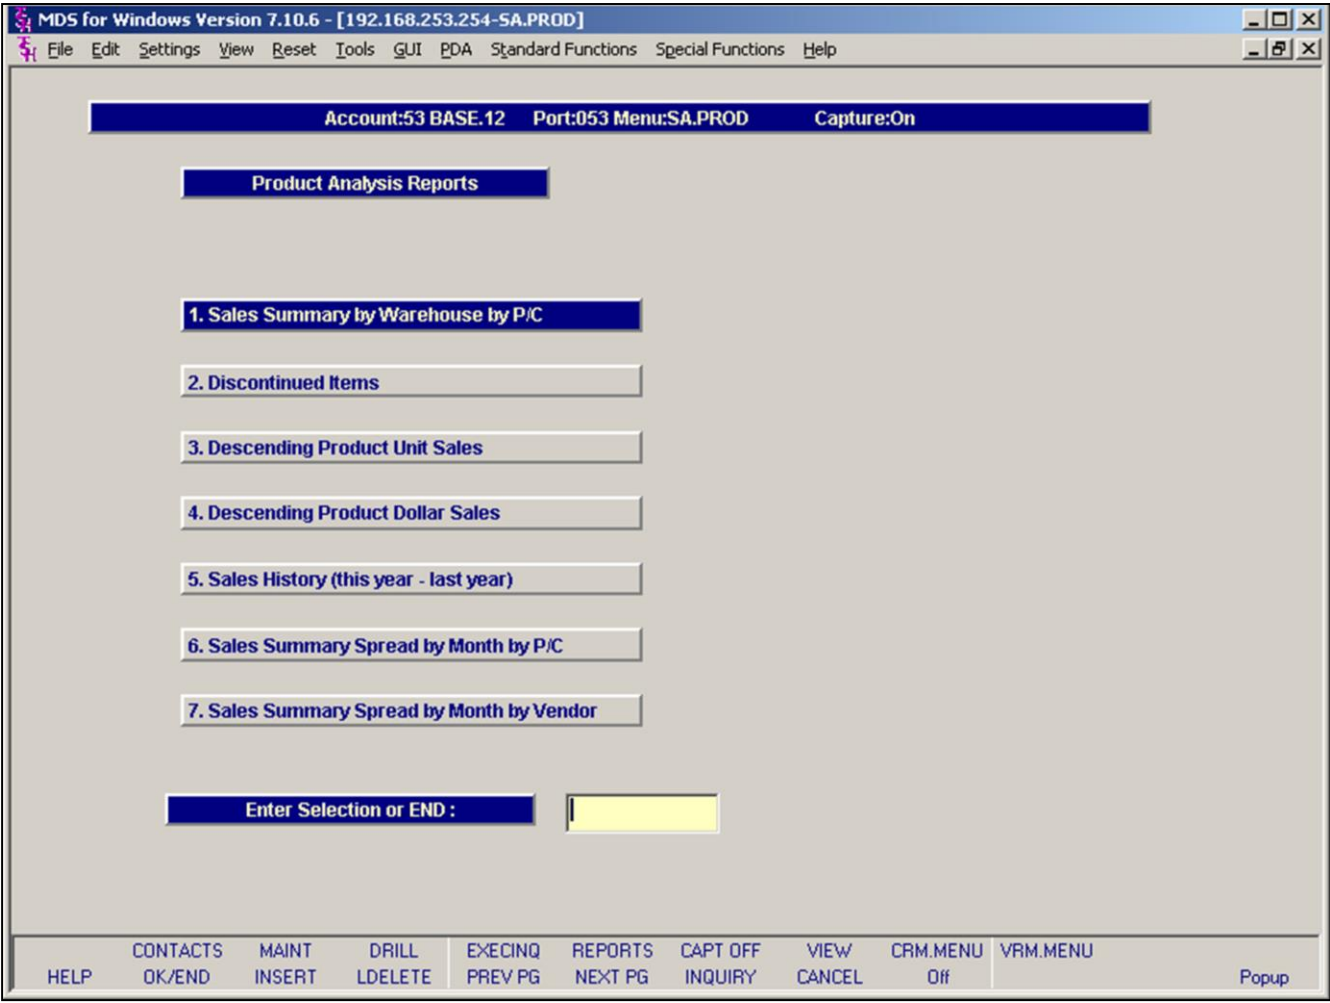 MDS for Windows Version 7.10.6 - [192.168.253.254-SA.PROD]
File Edit Settings View Reset Tools GUI PDA Standard Functions Special Functions Help
Account:53 BASE.12 Port:053 Menu:SA.PROD Capture:On
Product Analysis Reports
1. Sales Summary by Warehouse by P/C
2. Discontinued Items
3. Descending Product Unit Sales
4. Descending Product Dollar Sales
5. Sales History (this year - last year)
6. Sales Summary Spread by Month by P/C
7. Sales Summary Spread by Month by Vendor
Enter Selection or END :
CONTACTS MAINT DRILL EXECINQ REPORTS CAPT OFF VIEW CRM.MENU VRM.MENU
HELP OK/END INSERT LDELETE PREV PG NEXT PG INQUIRY CANCEL Off Popup